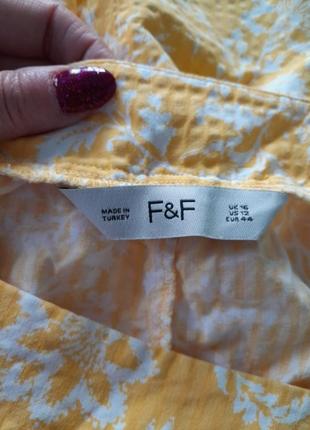 MADE IN
TURKEY
F&F
UK 16
US 12
EUR 44